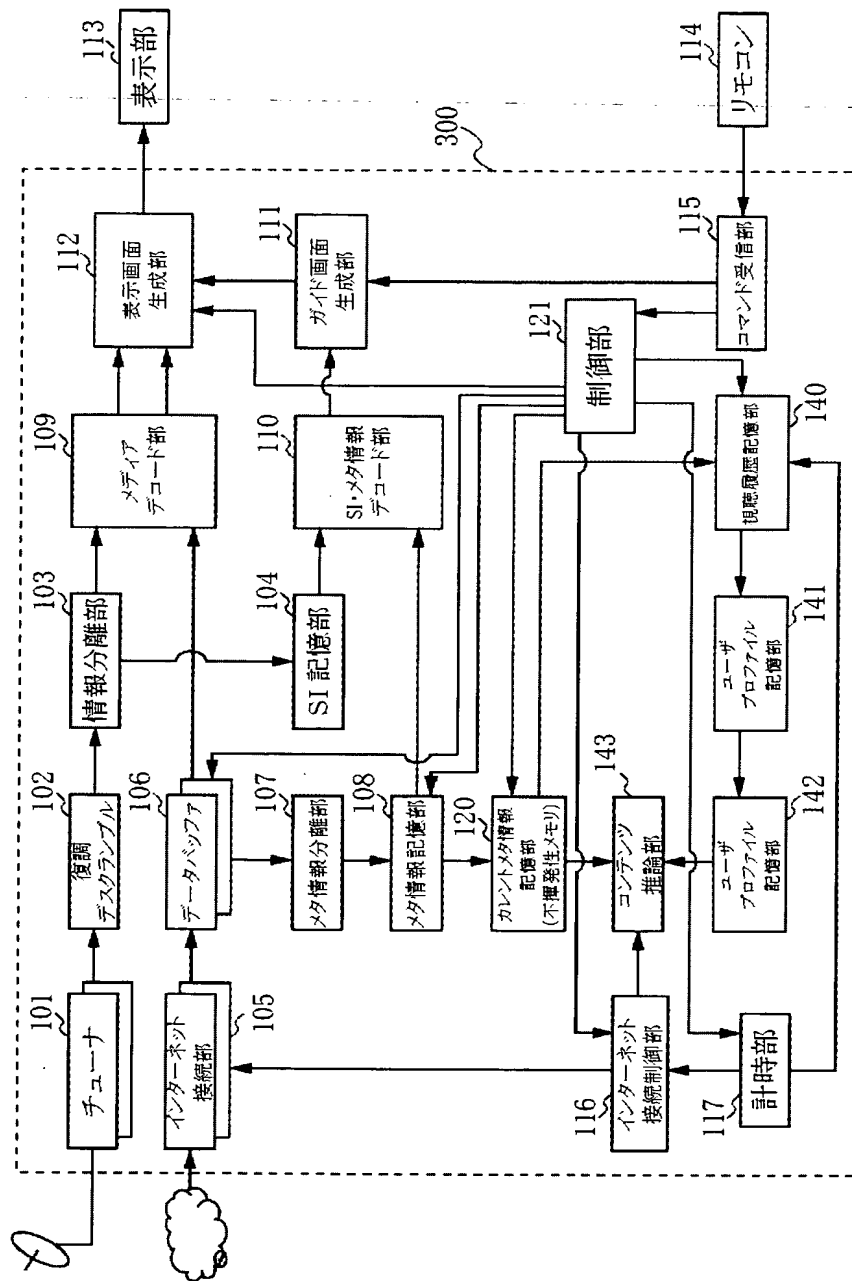 300
101
チューナ
102
復調
デスクランブル
103
情報分離部
109
メディア
デコード部
112
表示画面
生成部
113
表示部
104
SI 記憶部
105
インターネット
接続部
106
データバッファ
107
メタ情報分離部
108
メタ情報記憶部
110
SI・メタ情報
デコード部
111
ガイド画面
生成部
120
カレントメタ情報
記憶部
(不揮発性メモリ)
121
制御部
143
コンテンツ
推論部
116
インターネット
接続制御部
117
計時部
142
ユーザ
プロファイル
記憶部
141
ユーザ
プロファイル
記憶部
140
視聴履歴記憶部
115
コマンド受信部
114
リモコン